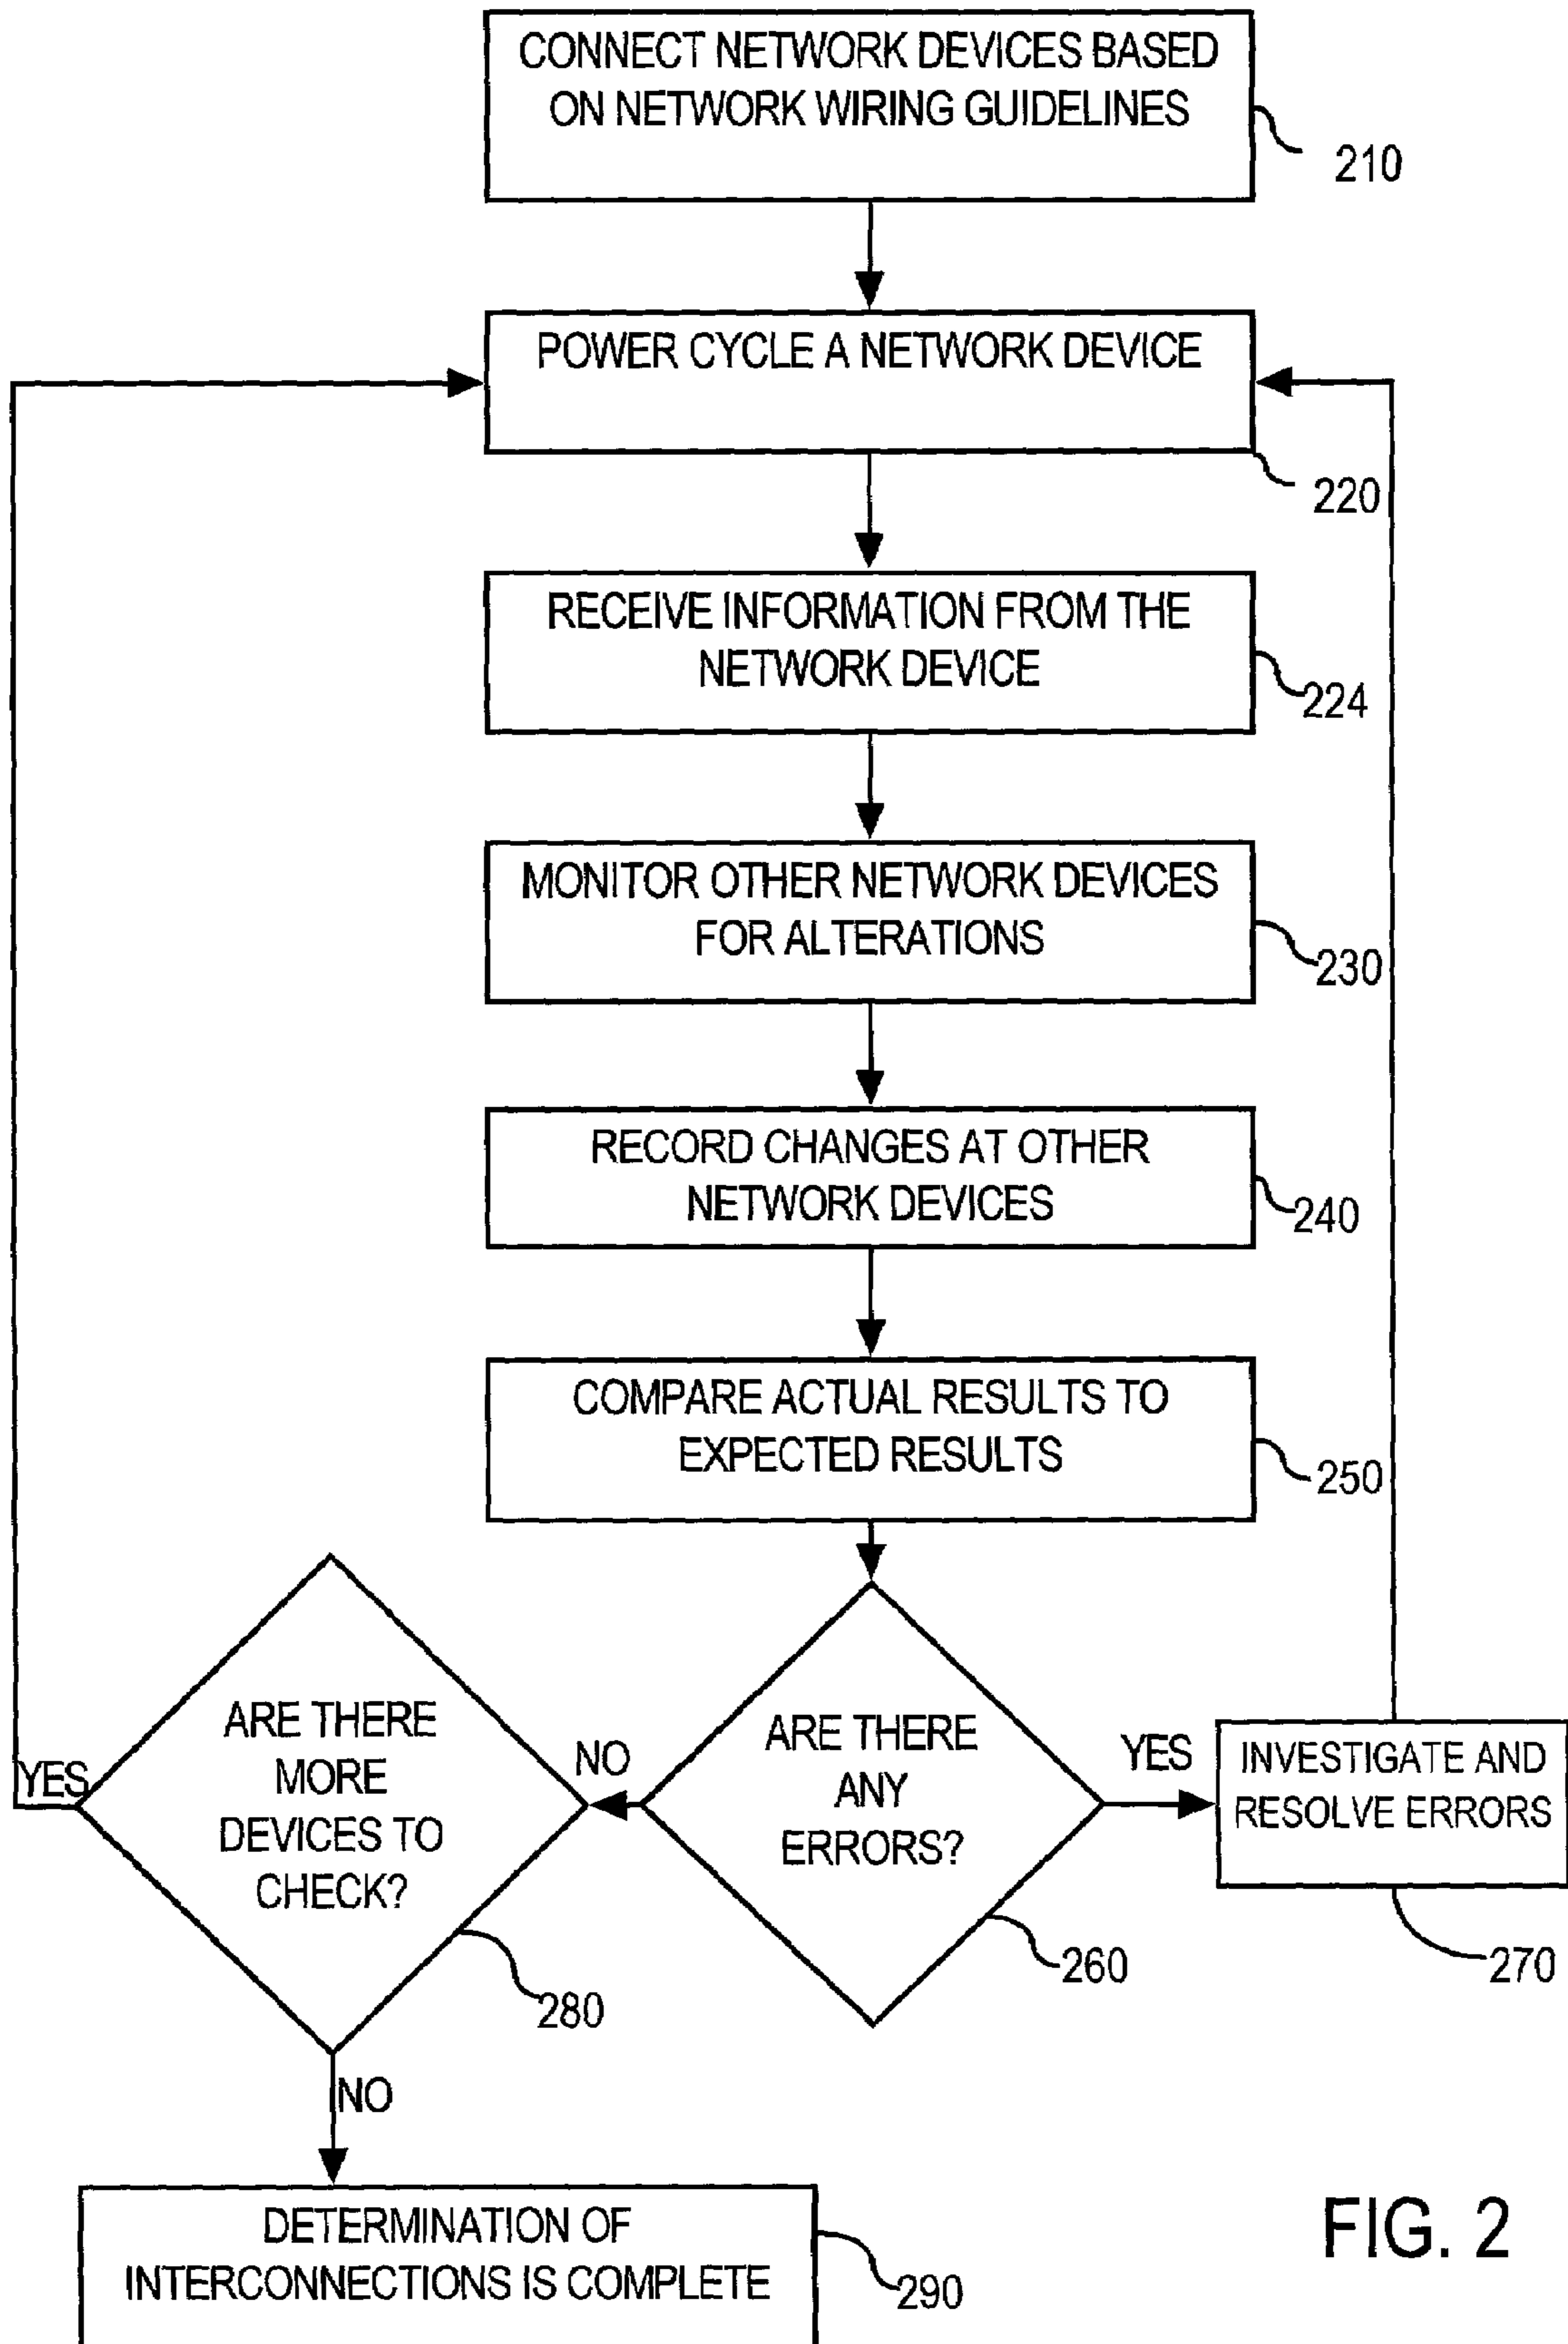 CONNECT NETWORK DEVICES BASED
ON NETWORK WIRING GUIDELINES
210
POWER CYCLE A NETWORK DEVICE
220
RECEIVE INFORMATION FROM THE
NETWORK DEVICE
224
MONITOR OTHER NETWORK DEVICES
FOR ALTERATIONS
230
RECORD CHANGES AT OTHER
NETWORK DEVICES
240
COMPARE ACTUAL RESULTS TO
EXPECTED RESULTS
250
YES
ARE THERE
MORE
DEVICES TO
CHECK?
280
NO
ARE THERE
ANY
ERRORS?
260
YES
INVESTIGATE AND
RESOLVE ERRORS
270
NO
DETERMINATION OF
INTERCONNECTIONS IS COMPLETE
290
FIG. 2